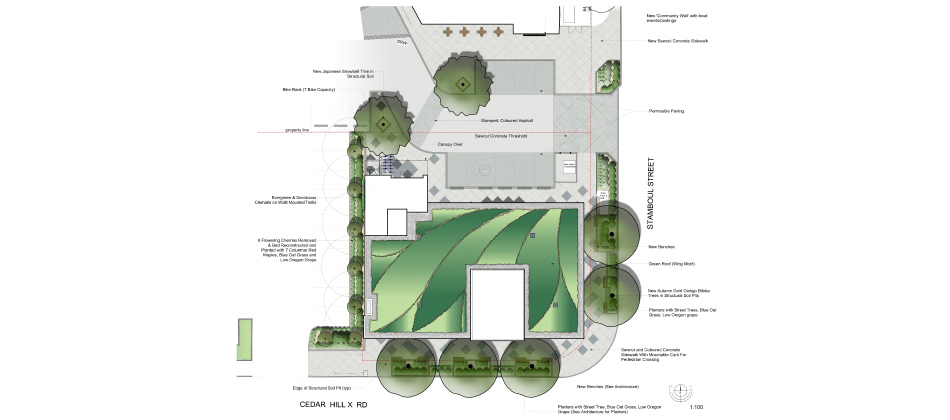 New 'Community Wall' with local
events/postings
New Sawcut Concrete Sidewalk
New Japanese Snowbell Tree in
Structural Soil
Bike Rack (7 Bike Capacity)
Permeable Paving
Stamped, Coloured Asphalt
property line
Sawcut Concrete Threshold
Canopy Over
STAMBOUL STREET
Evergreen & Deciduous
Clematis on Wall Mounted Trellis
8 Flowering Cherries Removed
& Bed Reconstructed and
Planted with 7 Columnar Red
Maples, Blue Oat Grass and
Low Oregon Grape
New Benches
Green Roof (Wing Motif)
New Autumn Gold Ginkgo Biloba
Trees in Structural Soil Pits
Planters with Street Trees, Blue Oat
Grass, Low Oregon grape
Sawcut and Coloured Concrete
Sidewalk With Mountable Curb For
Pedestrian Crossing
Edge of Structural Soil Pit (typ)
New Benches (See Architecture)
CEDAR HILL X RD
Planters with Street Tree, Blue Oat Grass, Low Oregon
Grape (See Architecture for Planters)
1:100